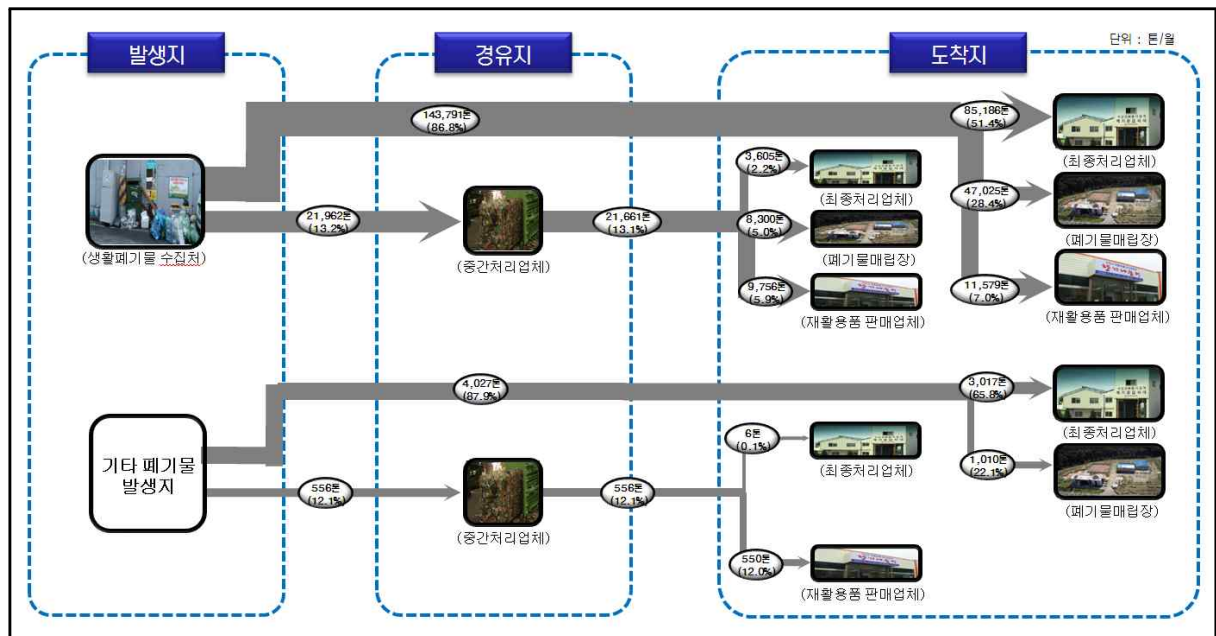 발생지
경유지
도착지
단위 : 톤/월
143,791톤
(86.8%)
85,186톤
(51.4%)
(최종처리업체)
3,605톤
(2.2%)
(최종처리업체)
47,025톤
(28.4%)
(폐기물매립장)
21,962톤
(13.2%)
21,661톤
(13.1%)
8,300톤
(5.0%)
(폐기물매립장)
(생활폐기물 수집처)
(중간처리업체)
9,756톤
(5.9%)
(재활용품 판매업체)
11,579톤
(7.0%)
(재활용품 판매업체)
4,027톤
(87.9%)
3,017톤
(65.8%)
(최종처리업체)
기타 폐기물
발생지
6톤
(0.1%)
(최종처리업체)
1,010톤
(22.1%)
(폐기물매립장)
556톤
(12.1%)
(중간처리업체)
556톤
(12.1%)
550톤
(12.0%)
(재활용품 판매업체)